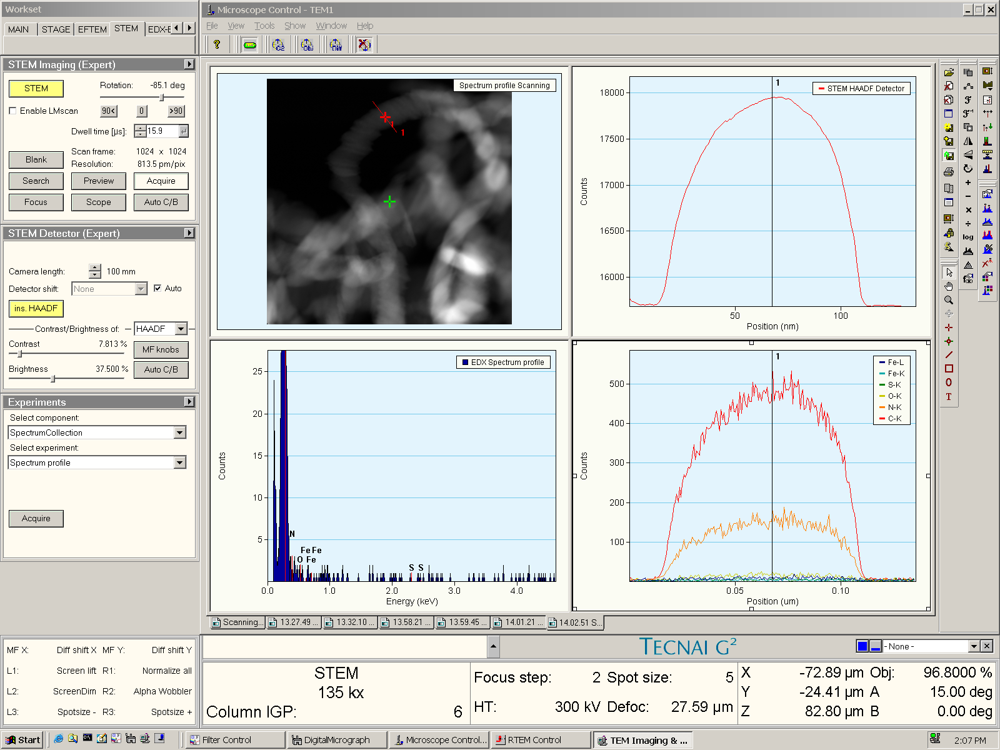 Workset
MAIN STAGE EFTEM STEM EDX-E
STEM Imaging (Expert)
STEM
Rotation: -85.1 deg
Enable LMscan
90< 0 >90
Dwell time [µs]: 15.9
Blank
Scan frame: 1024 x 1024
Resolution: 813.5 pm/pix
Search Preview Acquire
Focus Scope Auto C/B
STEM Detector (Expert)
Camera length: 100 mm
Detector shift: None Auto
ins. HAADF
Contrast/Brightness of: HAADF
Contrast 7.813 %
MF knobs
Brightness 37.500 %
Auto C/B
Experiments
Select component:
SpectrumCollection
Select experiment:
Spectrum profile
Acquire
MF X: Diff shift X MF Y: Diff shift Y
L1: Screen lift R1: Normalize all
L2: ScreenDim R2: Alpha Wobbler
L3: Spotsize - R3: Spotsize +
Microscope Control - TEM1
File View Tools Show Window Help
? C2 Obj Diff
Spectrum profile Scanning
1
1
STEM HAADF Detector
18000
17500
17000
16500
16000
Counts
50 100
Position (nm)
EDX Spectrum profile
25
20
15
10
5
Counts
N
Fe Fe
O Fe
S S
0.0 1.0 2.0 3.0 4.0
Energy (keV)
1
Fe-L
Fe-K
S-K
O-K
N-K
C-K
500
400
300
200
100
Counts
0.05 0.10
Position (um)
log
f(x)
T
Scanning... 13.27.49 ... 13.32.10 ... 13.58.21 ... 13.59.45 ... 14.01.21 ... 14.02.51 S...
TECNAI G²
- None -
STEM
135 kx
Column IGP: 6
Focus step: 2 Spot size: 5
HT: 300 kV Defoc: 27.59 µm
X -72.89 µm Obj: 96.8000 %
Y -24.41 µm A 15.00 deg
Z 82.80 µm B 0.00 deg
Start Filter Control DigitalMicrograph Microscope Control... RTEM Control TEM Imaging & ... 2:07 PM